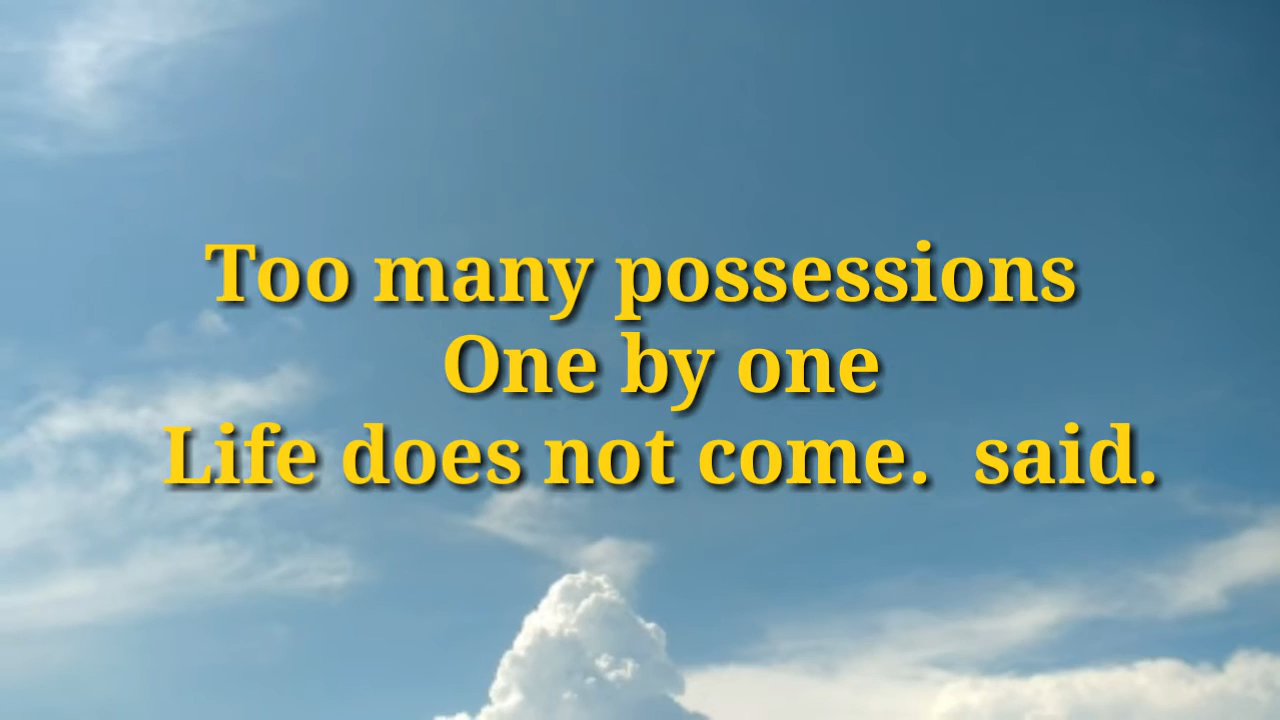 Too many possessions
One by one
Life does not come.  said.